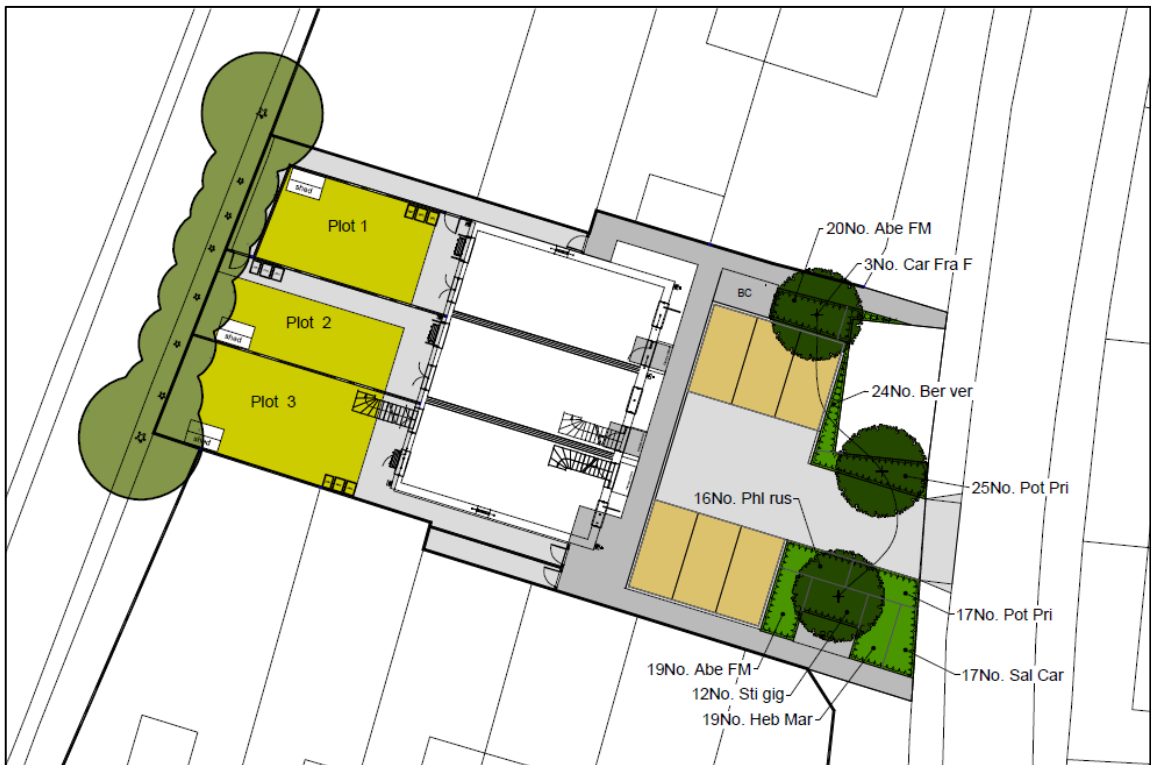 shed
Plot 1
20No. Abe FM
3No. Car Fra F
BC
Plot 2
shed
24No. Ber ver
Plot 3
shed
25No. Pot Pri
16No. Phl rus
17No. Pot Pri
19No. Abe FM
17No. Sal Car
12No. Sti gig
19No. Heb Mar